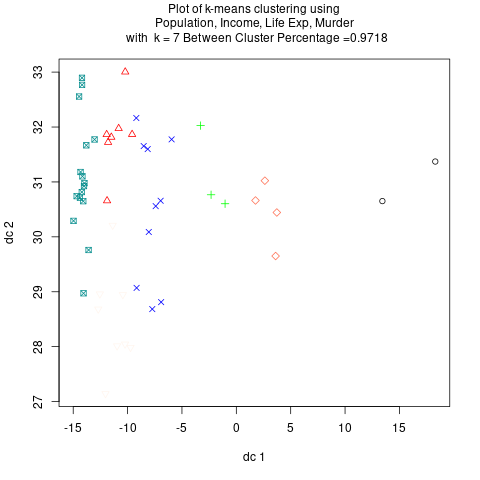 Plot of k-means clustering using
Population, Income, Life Exp, Murder
with k = 7 Between Cluster Percentage =0.9718
33
32
31
30
29
28
27
dc 2
-15 -10 -5 0 5 10 15
dc 1